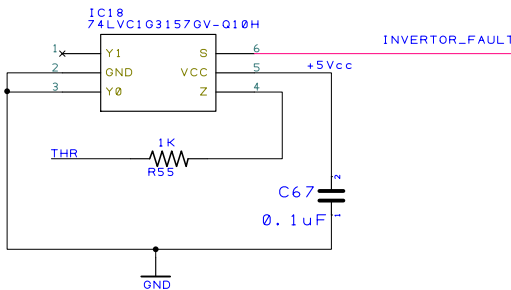 IC18
74LVC1G3157GV-Q10H
INVERTOR_FAULT
1 Y1 S 6
2 GND VCC 5 +5Vcc
3 Y0 Z 4
1K
THR
R55
2
C67
0.1uF 1
GND